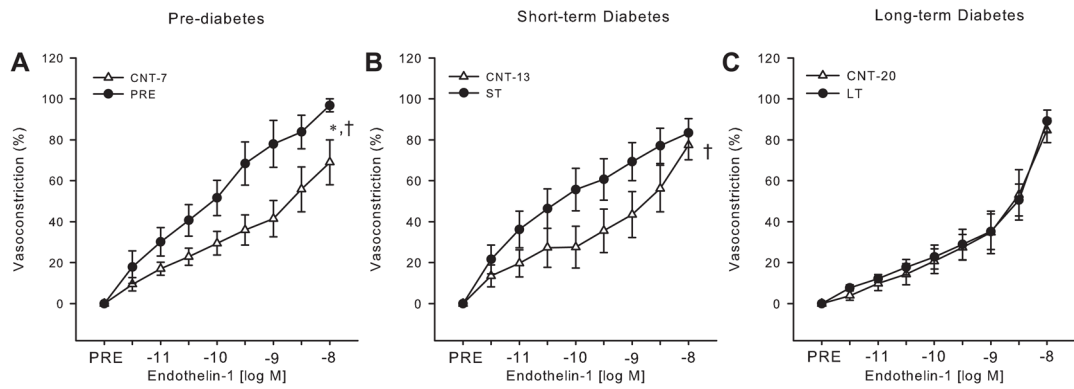 Pre-diabetes
Short-term Diabetes
Long-term Diabetes
A
120
100
80
60
40
20
0
Vasoconstriction (%)
CNT-7
PRE
*,†
PRE -11 -10 -9 -8
Endothelin-1 [log M]
B
120
100
80
60
40
20
0
Vasoconstriction (%)
CNT-13
ST
†
PRE -11 -10 -9 -8
Endothelin-1 [log M]
C
120
100
80
60
40
20
0
Vasoconstriction (%)
CNT-20
LT
PRE -11 -10 -9 -8
Endothelin-1 [log M]